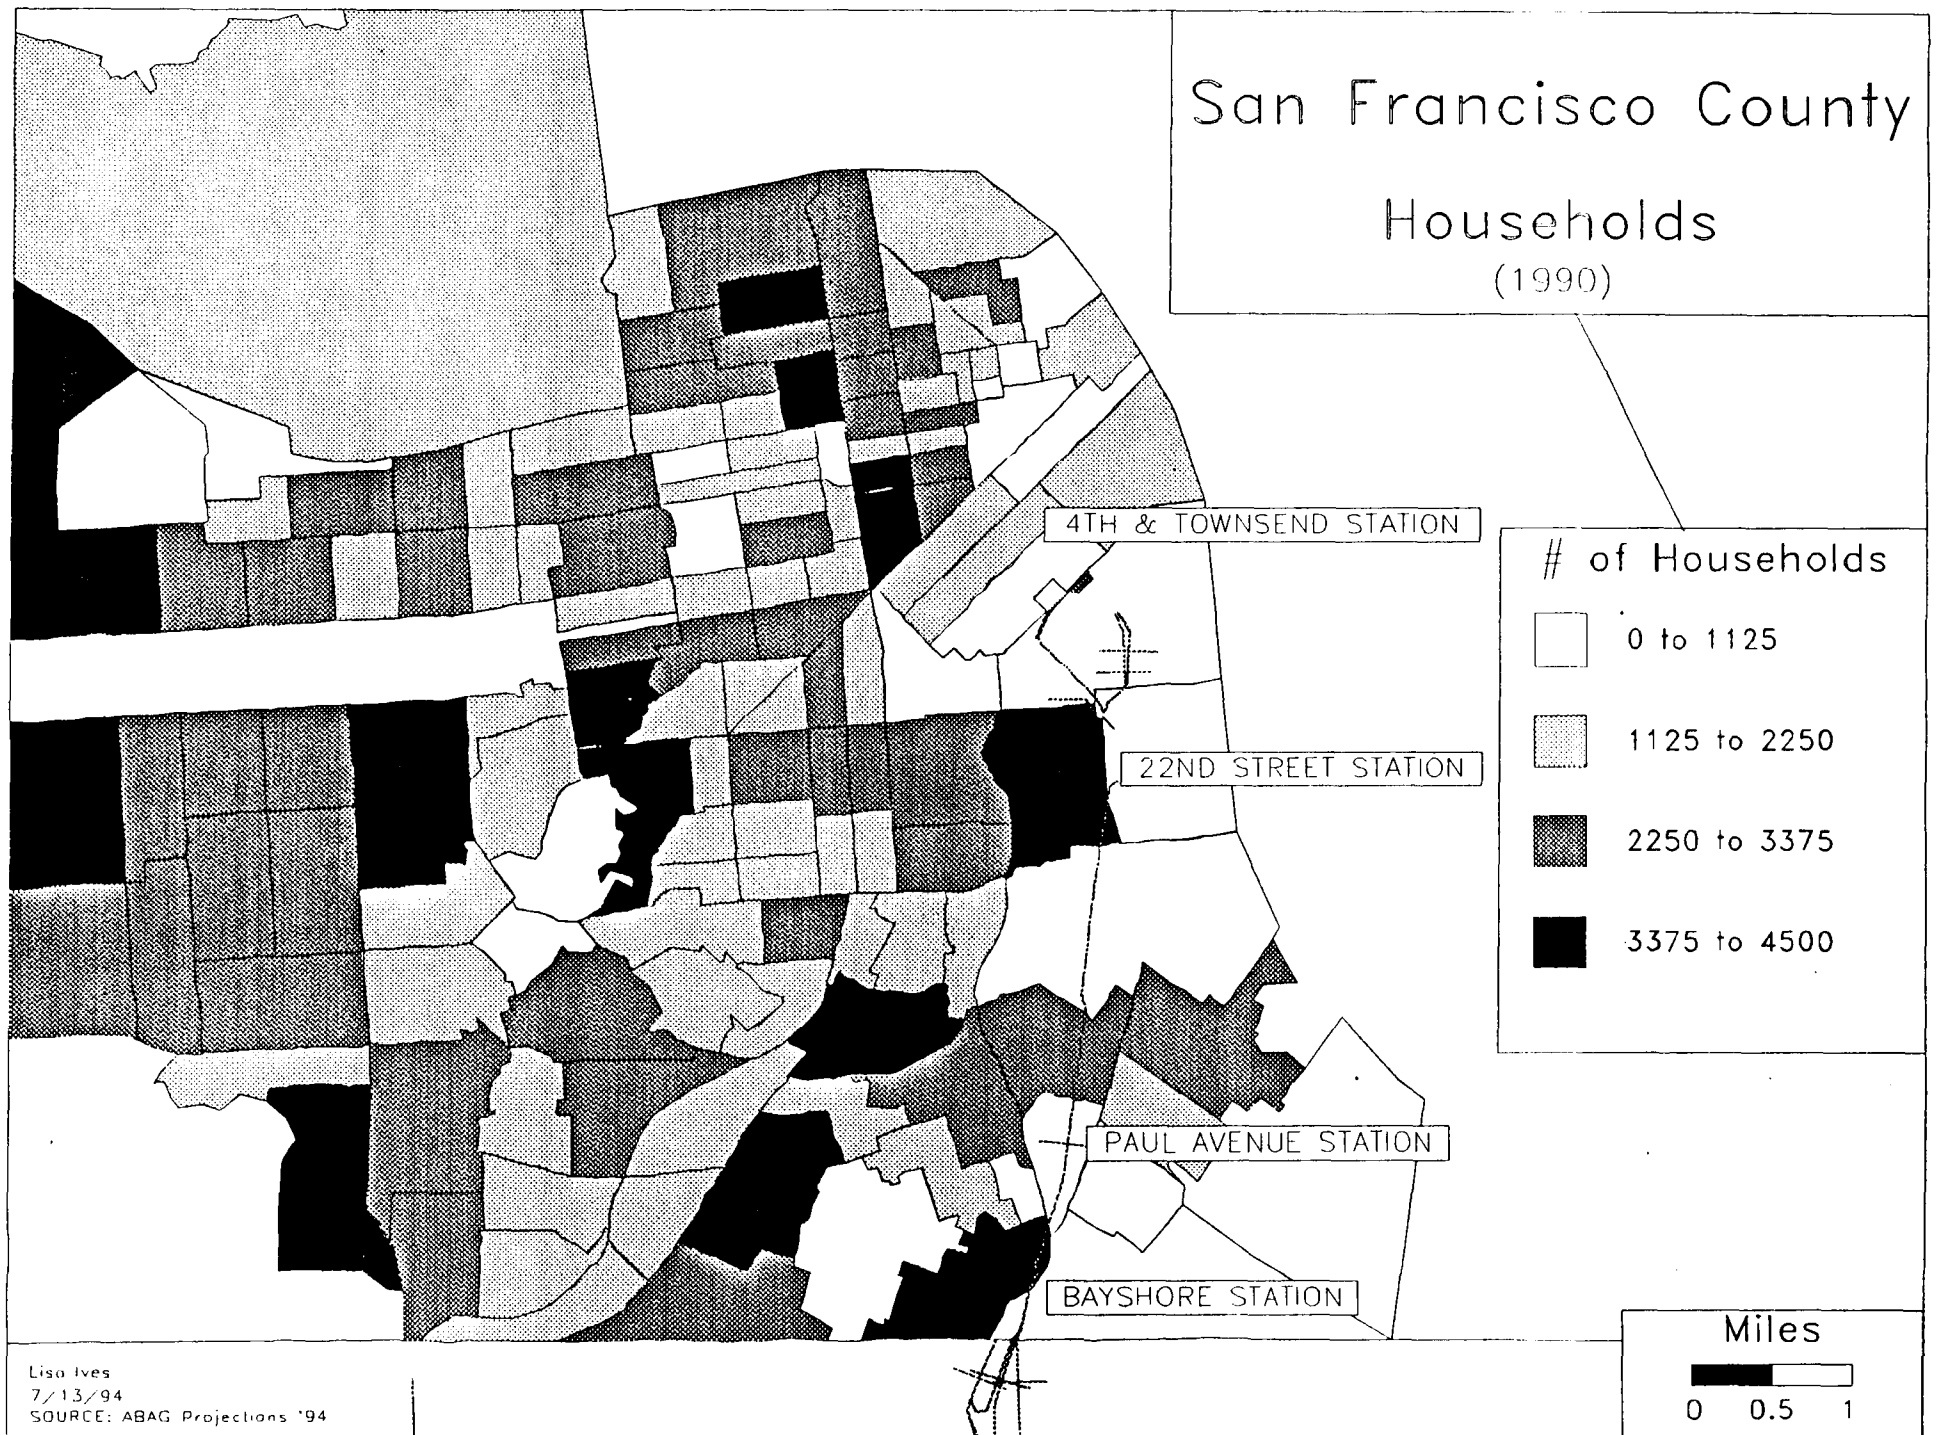 San Francisco County
Households
(1990)
4TH & TOWNSEND STATION
# of Households
0 to 1125
1125 to 2250
22ND STREET STATION
2250 to 3375
3375 to 4500
PAUL AVENUE STATION
BAYSHORE STATION
Miles
0 0.5 1
Lisa Ives
7/13/94
SOURCE: ABAG Projections '94